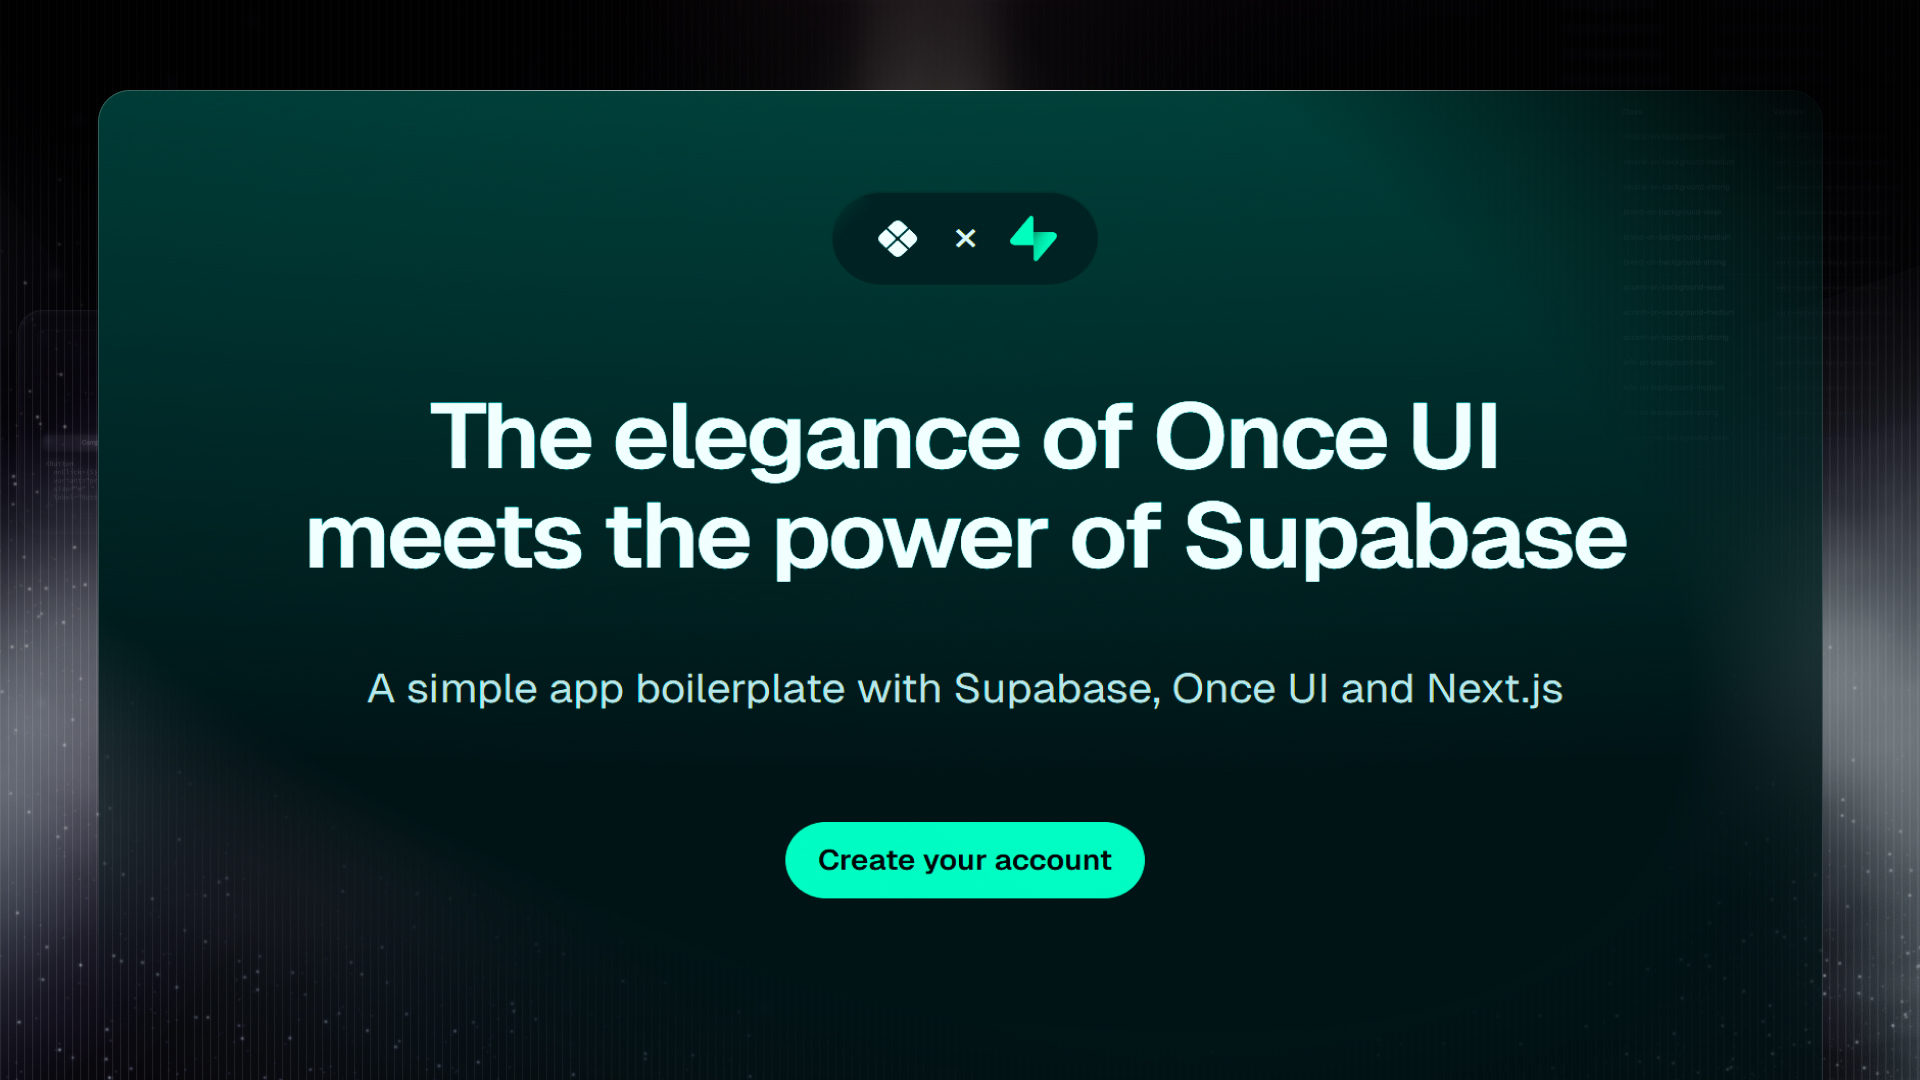 The elegance of Once UI
meets the power of Supabase
A simple app boilerplate with Supabase, Once UI and Next.js
Create your account